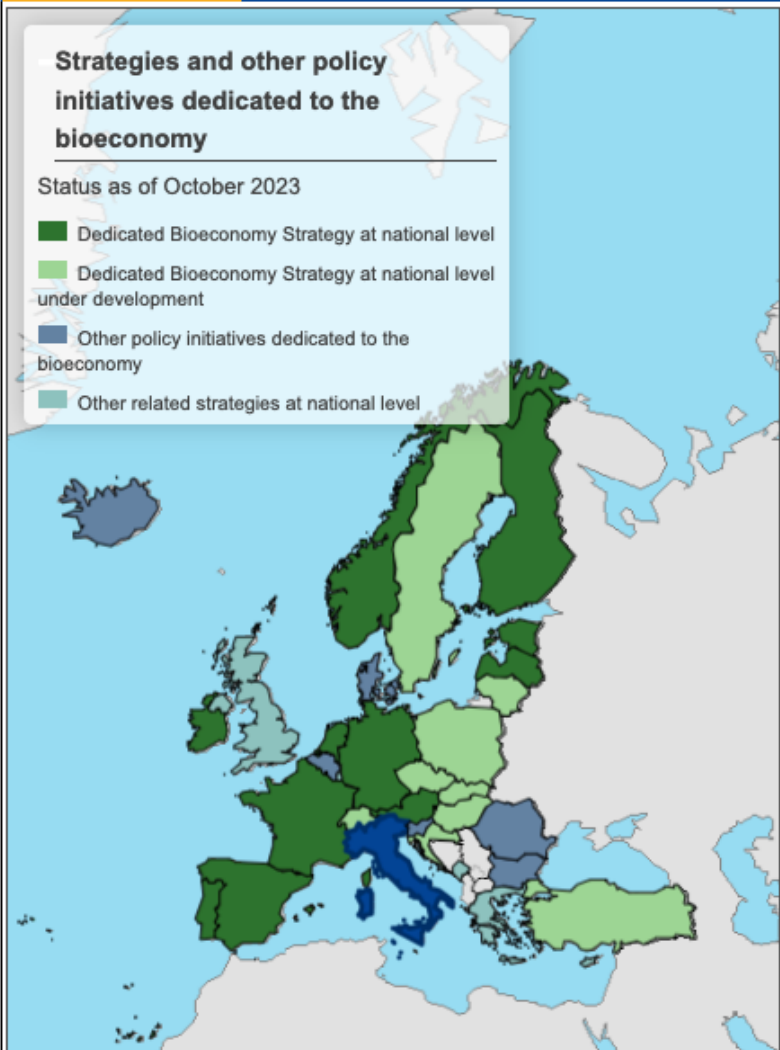 Strategies and other policy
initiatives dedicated to the
bioeconomy
Status as of October 2023
Dedicated Bioeconomy Strategy at national level
Dedicated Bioeconomy Strategy at national level
under development
Other policy initiatives dedicated to the
bioeconomy
Other related strategies at national level